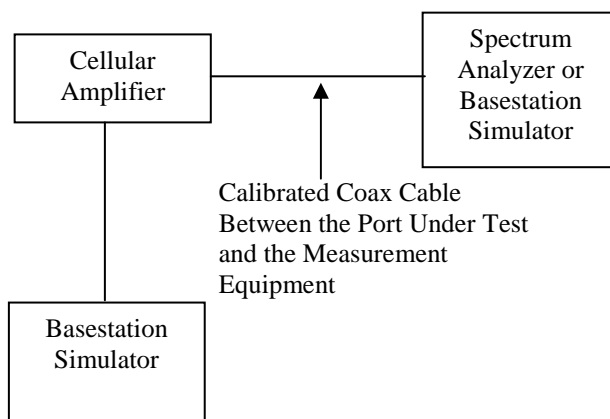 Cellular
Amplifier
Spectrum
Analyzer or
Basestation
Simulator
Calibrated Coax Cable
Between the Port Under Test
and the Measurement
Equipment
Basestation
Simulator